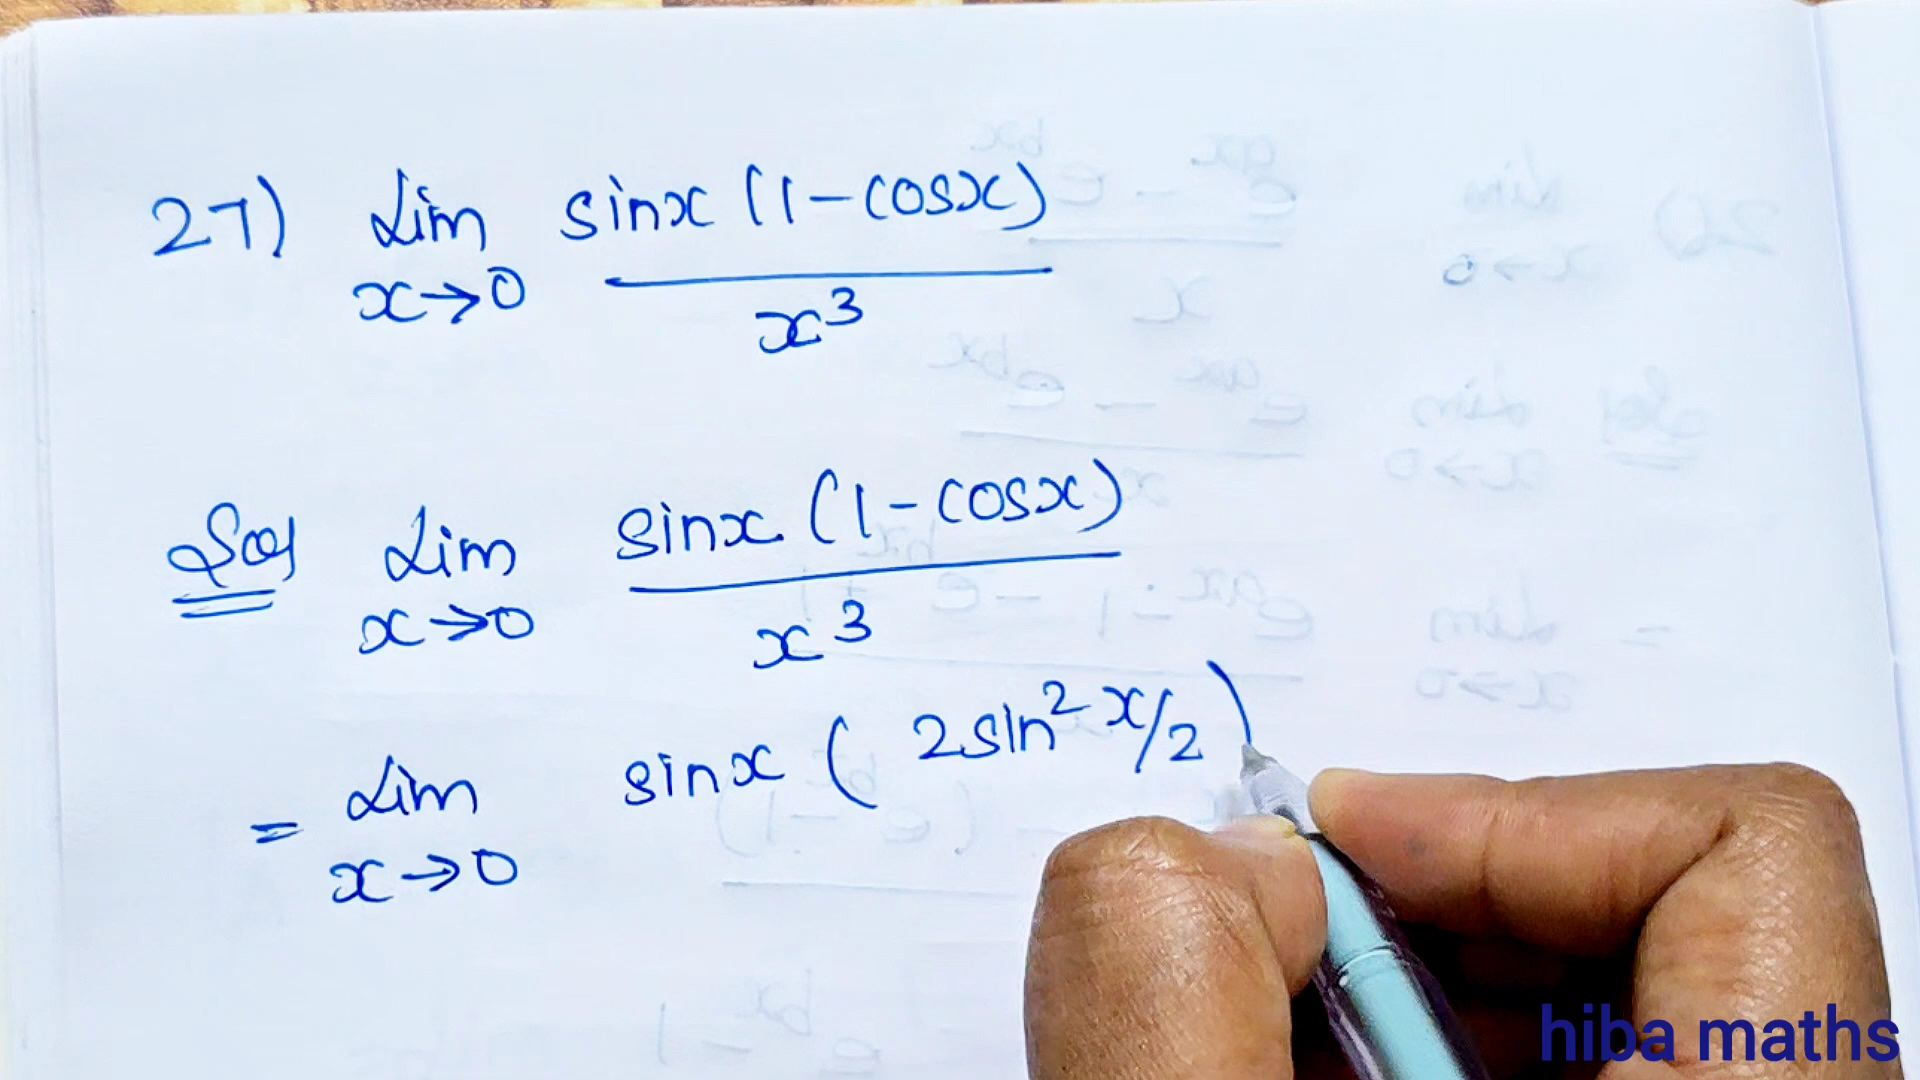 27) Lim sinx (1-cosx)
x→0 x³
Sol Lim sinx (1-cosx)
x→0 x³
= Lim sinx ( 2sin² x/2 )
x→0
hiba maths